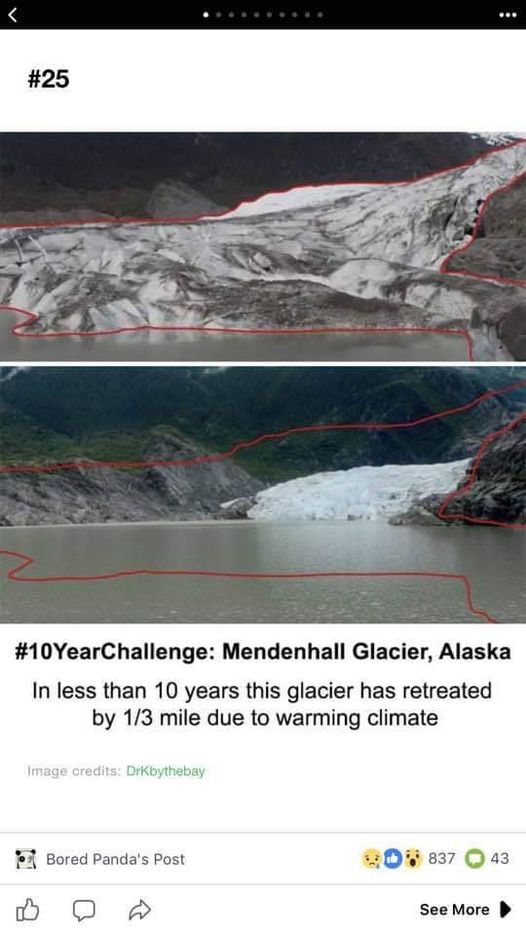 #25
#10YearChallenge: Mendenhall Glacier, Alaska
In less than 10 years this glacier has retreated
by 1/3 mile due to warming climate
Image credits: DrKbythebay
Bored Panda's Post
837
43
See More